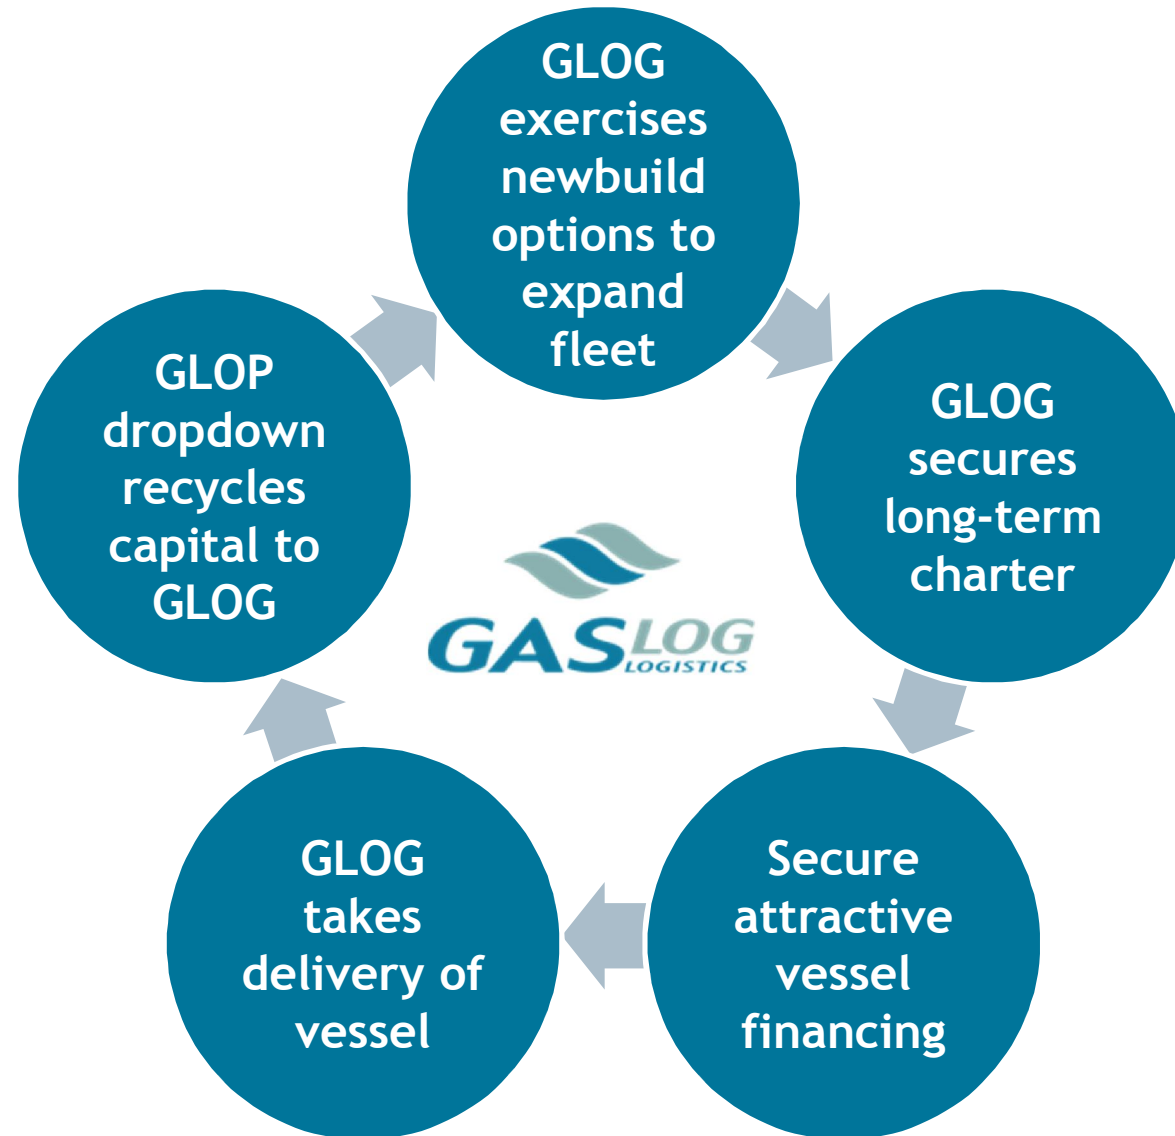 GLOG
exercises
newbuild
options to
expand
fleet
GLOG
secures
long-term
charter
Secure
attractive
vessel
financing
GLOG
takes
delivery of
vessel
GLOP
dropdown
recycles
capital to
GLOG
GASLOG
LOGISTICS